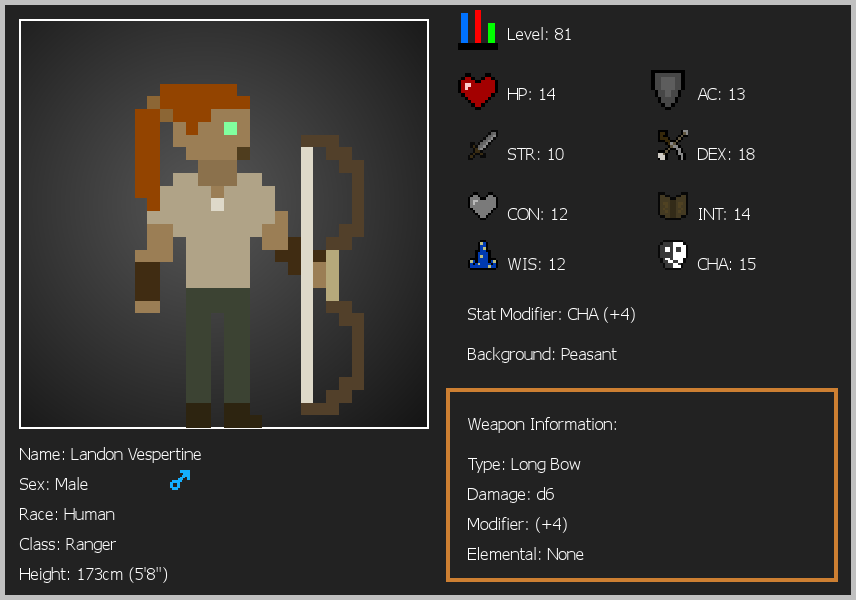 Level: 81
HP: 14
AC: 13
STR: 10
DEX: 18
CON: 12
INT: 14
WIS: 12
CHA: 15
Stat Modifier: CHA (+4)
Background: Peasant
Weapon Information:
Type: Long Bow
Damage: d6
Modifier: (+4)
Elemental: None
Name: Landon Vespertine
Sex: Male
Race: Human
Class: Ranger
Height: 173cm (5'8")